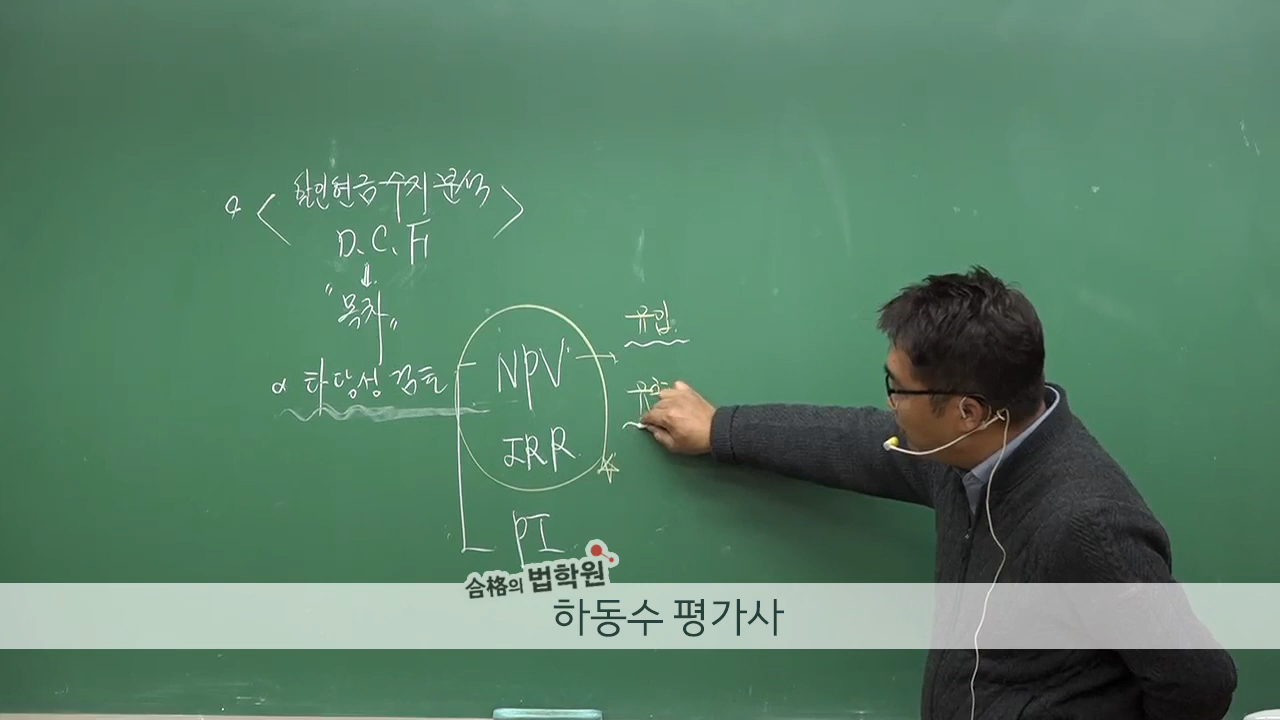 할인현금수지분석
D.C.F
"목차"
α 타당성 검토
NPV → 유입
IRR
PI
合格의 법학원
하동수 평가사